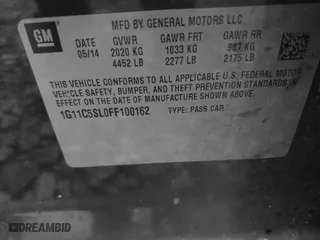 GM
MFD BY GENERAL MOTORS LLC
DATE GVWR GAWR FRT GAWR RR
05/14 2020 KG 1033 KG 987 KG
4452 LB 2277 LB 2175 LB
THIS VEHICLE CONFORMS TO ALL APPLICABLE U.S. FEDERAL MOTOR
VEHICLE SAFETY, BUMPER, AND THEFT PREVENTION STANDARDS
IN EFFECT ON THE DATE OF MANUFACTURE SHOWN ABOVE.
1G11C5SL0FF100162 TYPE: PASS CAR
DREAMBID